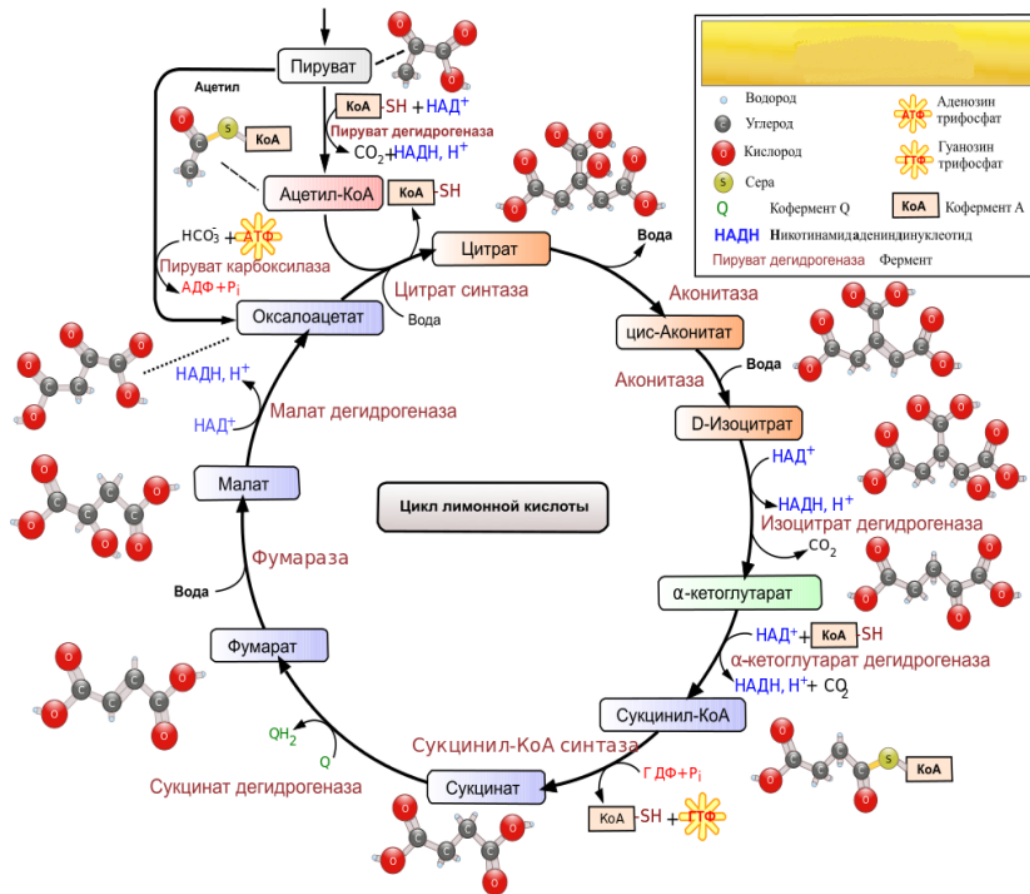 Пируват
Ацетил
КоА -SH + НАД⁺
Пируват дегидрогеназа
CO₂+НАДН, H⁺
S
КоА
Ацетил-КоА
КоА -SH
HCO₃⁻ + АТФ
Пируват карбоксилаза
АДФ+Pᵢ
Цитрат
Вода
Цитрат синтаза
Вода
Оксалоацетат
Аконитаза
цис-Аконитат
Аконитаза
Вода
D-Изоцитрат
НАД⁺
НАДН, H⁺
Изоцитрат дегидрогеназа
CO₂
α-кетоглутарат
НАД⁺ + КоА -SH
α-кетоглутарат дегидрогеназа
НАДН, H⁺ + CO₂
Сукцинил-КоА
S
КоА
Сукцинил-КоА синтаза
ГДФ+Pᵢ
КоА -SH + ГТФ
Сукцинат
QH₂
Q
Сукцинат дегидрогеназа
Фумарат
Вода
Фумараза
Малат
НАД⁺
НАДН, H⁺
Малат дегидрогеназа
Цикл лимонной кислоты
Водород
Углерод
Кислород
S Сера
Q Кофермент Q
НАДН Никотинамидадениндинуклеотид
Пируват дегидрогеназа Фермент
АТФ Аденозин
трифосфат
ГТФ Гуанозин
трифосфат
КоА Кофермент А